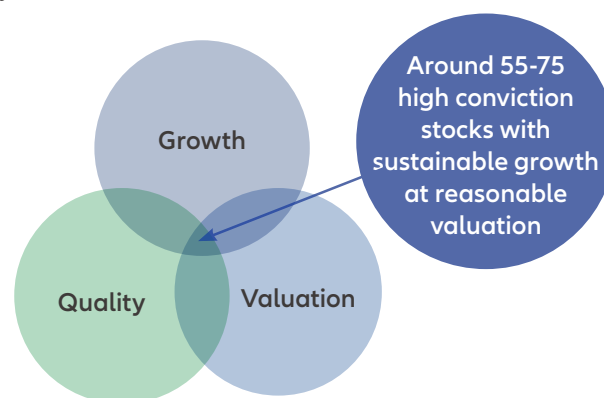 Around 55-75
high conviction
stocks with
sustainable growth
at reasonable
valuation
Growth
Quality
Valuation